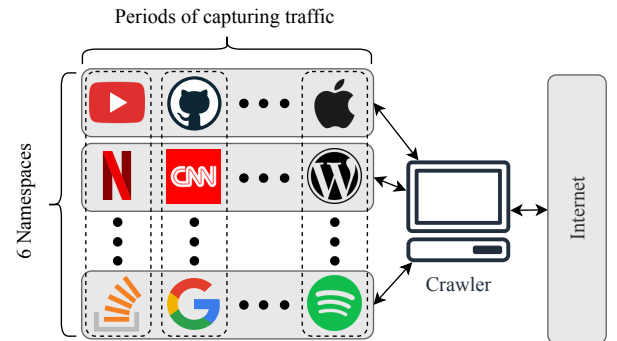 Periods of capturing traffic
6 Namespaces
N
CNN
W
G
Crawler
Internet